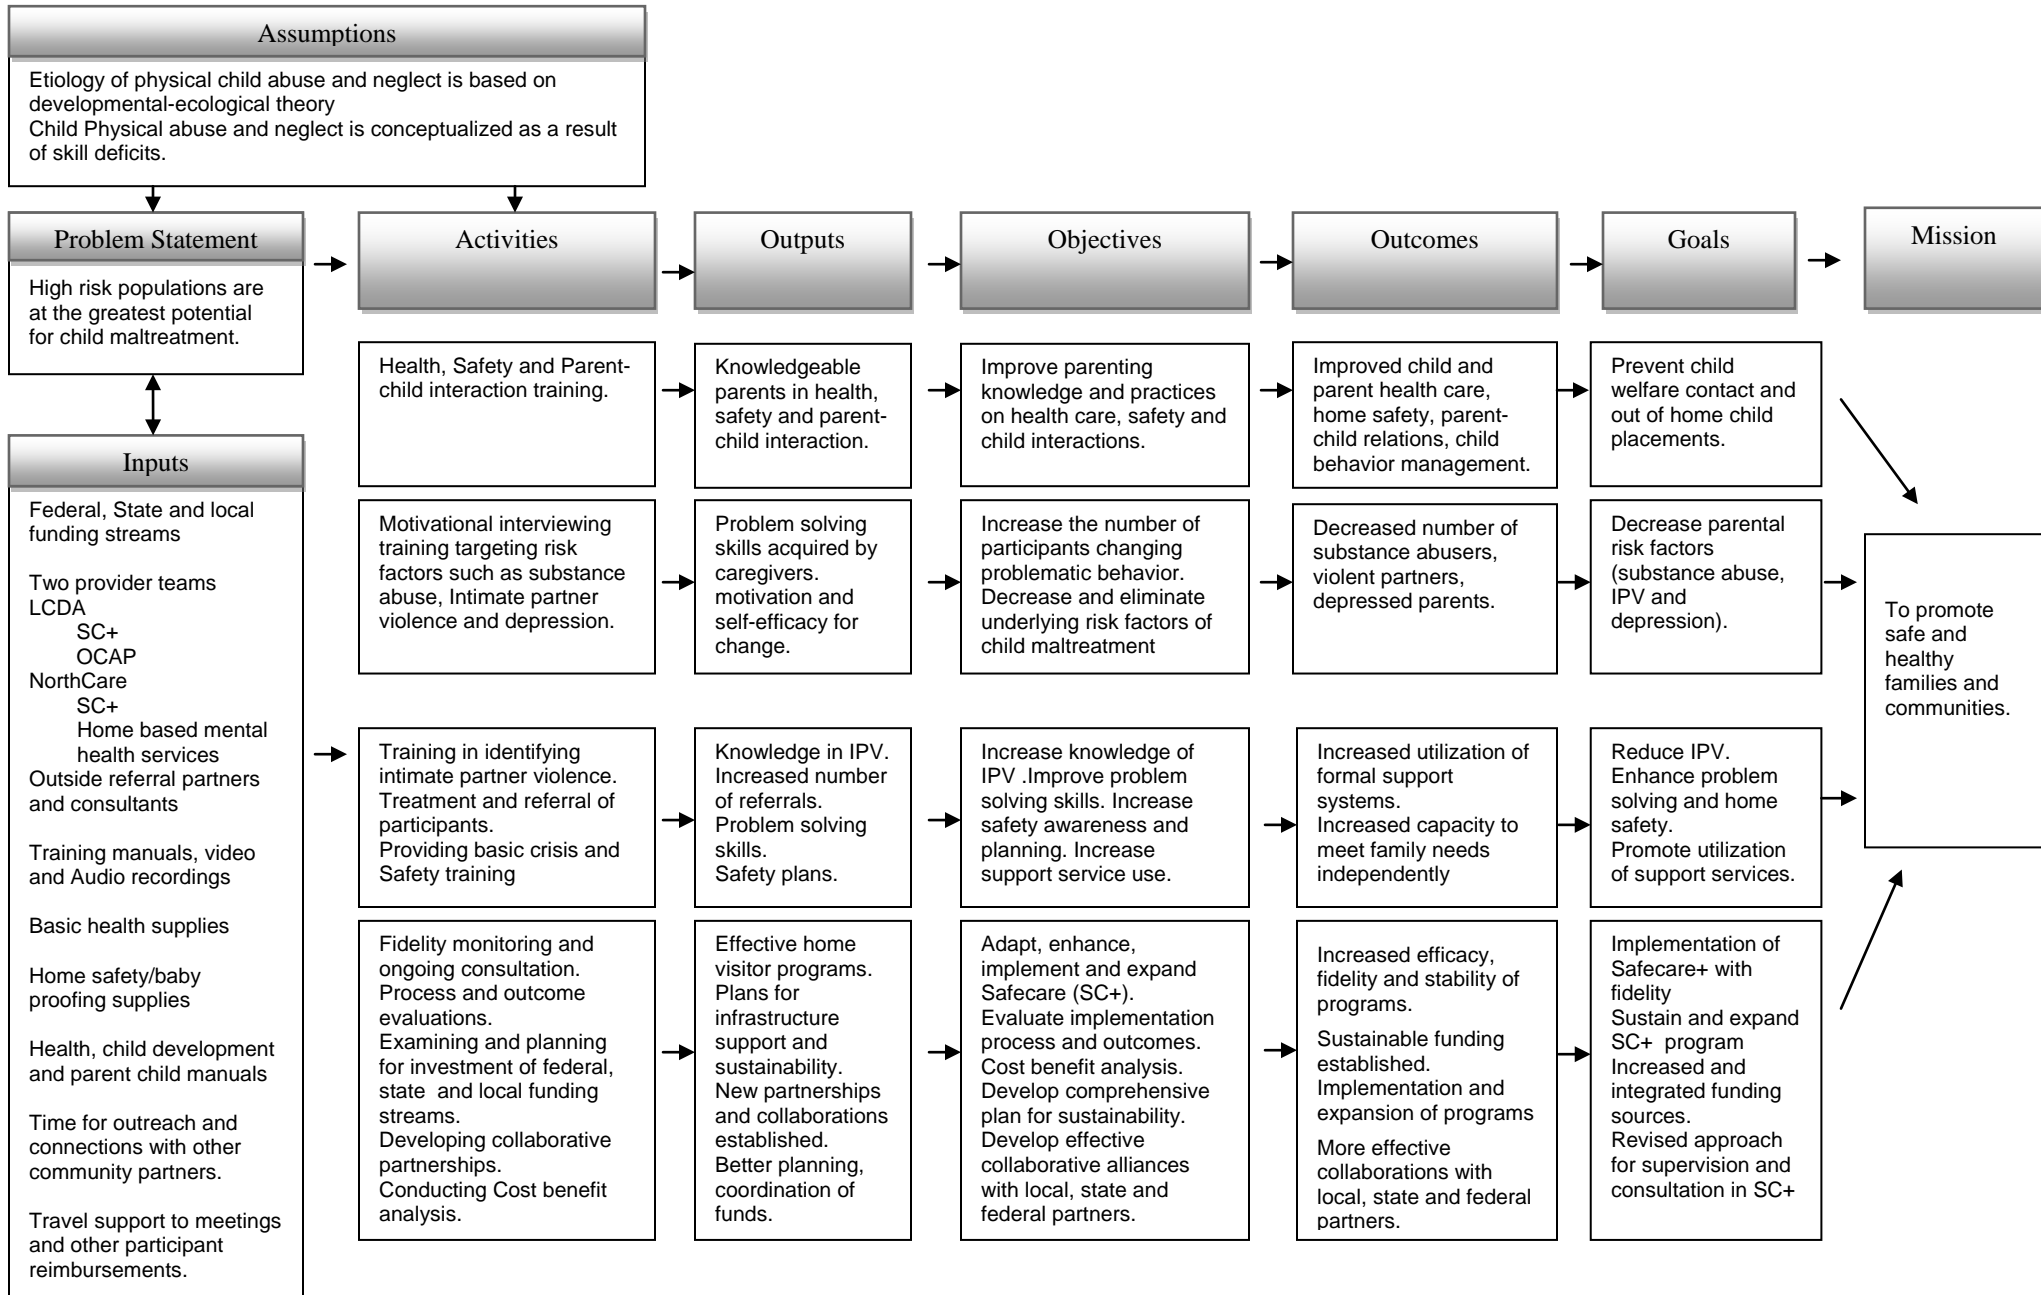 Assumptions
Etiology of physical child abuse and neglect is based on
developmental-ecological theory
Child Physical abuse and neglect is conceptualized as a result
of skill deficits.
Problem Statement
High risk populations are
at the greatest potential
for child maltreatment.
Inputs
Federal, State and local
funding streams
Two provider teams
LCDA
SC+
OCAP
NorthCare
SC+
Home based mental
health services
Outside referral partners
and consultants
Training manuals, video
and Audio recordings
Basic health supplies
Home safety/baby
proofing supplies
Health, child development
and parent child manuals
Time for outreach and
connections with other
community partners.
Travel support to meetings
and other participant
reimbursements.
Activities
Outputs
Objectives
Outcomes
Goals
Mission
Health, Safety and Parent-
child interaction training.
Knowledgeable
parents in health,
safety and parent-
child interaction.
Improve parenting
knowledge and practices
on health care, safety and
child interactions.
Improved child and
parent health care,
home safety, parent-
child relations, child
behavior management.
Prevent child
welfare contact and
out of home child
placements.
Motivational interviewing
training targeting risk
factors such as substance
abuse, Intimate partner
violence and depression.
Problem solving
skills acquired by
caregivers.
motivation and
self-efficacy for
change.
Increase the number of
participants changing
problematic behavior.
Decrease and eliminate
underlying risk factors of
child maltreatment
Decreased number of
substance abusers,
violent partners,
depressed parents.
Decrease parental
risk factors
(substance abuse,
IPV and
depression).
Training in identifying
intimate partner violence.
Treatment and referral of
participants.
Providing basic crisis and
Safety training
Knowledge in IPV.
Increased number
of referrals.
Problem solving
skills.
Safety plans.
Increase knowledge of
IPV .Improve problem
solving skills. Increase
safety awareness and
planning. Increase
support service use.
Increased utilization of
formal support
systems.
Increased capacity to
meet family needs
independently
Reduce IPV.
Enhance problem
solving and home
safety.
Promote utilization
of support services.
Fidelity monitoring and
ongoing consultation.
Process and outcome
evaluations.
Examining and planning
for investment of federal,
state and local funding
streams.
Developing collaborative
partnerships.
Conducting Cost benefit
analysis.
Effective home
visitor programs.
Plans for
infrastructure
support and
sustainability.
New partnerships
and collaborations
established.
Better planning,
coordination of
funds.
Adapt, enhance,
implement and expand
Safecare (SC+).
Evaluate implementation
process and outcomes.
Cost benefit analysis.
Develop comprehensive
plan for sustainability.
Develop effective
collaborative alliances
with local, state and
federal partners.
Increased efficacy,
fidelity and stability of
programs.
Sustainable funding
established.
Implementation and
expansion of programs
More effective
collaborations with
local, state and federal
partners.
Implementation of
Safecare+ with
fidelity
Sustain and expand
SC+ program
Increased and
integrated funding
sources.
Revised approach
for supervision and
consultation in SC+
To promote
safe and
healthy
families and
communities.